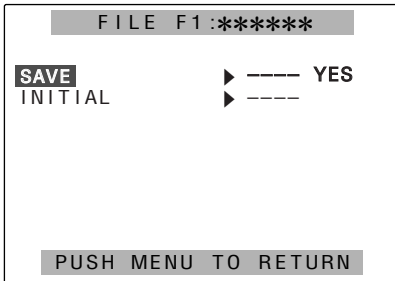 FILE F1:******
SAVE ▶ ---- YES
INITIAL ▶ ----
PUSH MENU TO RETURN